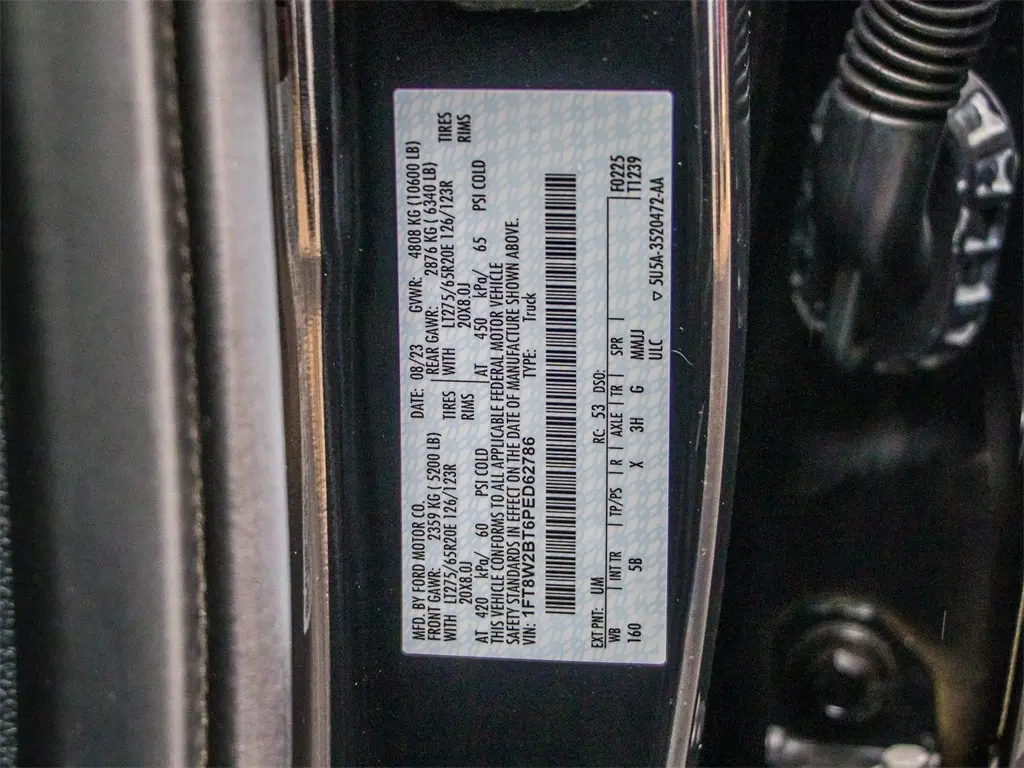 MFD. BY FORD MOTOR CO.
DATE: 08/23 GVWR: 4808 KG (10600 LB)
FRONT GAWR: 2359 KG ( 5200 LB) REAR GAWR: 2876 KG ( 6340 LB)
WITH LT275/65R20E 126/123R TIRES WITH LT275/65R20E 126/123R TIRES
20X8.0J RIMS 20X8.0J RIMS
AT 420 kPa/ 60 PSI COLD AT 450 kPa/ 65 PSI COLD
THIS VEHICLE CONFORMS TO ALL APPLICABLE FEDERAL MOTOR VEHICLE
SAFETY STANDARDS IN EFFECT ON THE DATE OF MANUFACTURE SHOWN ABOVE.
VIN: 1FT8W2BT6PED62786 TYPE: Truck
EXT PNT: UM RC: 53 DSO: F0225
WB INT TR TP/PS R AXLE TR SPR T1239
160 5B X 3H G MMJJ
ULC ▽ 5U5A-3520472-AA